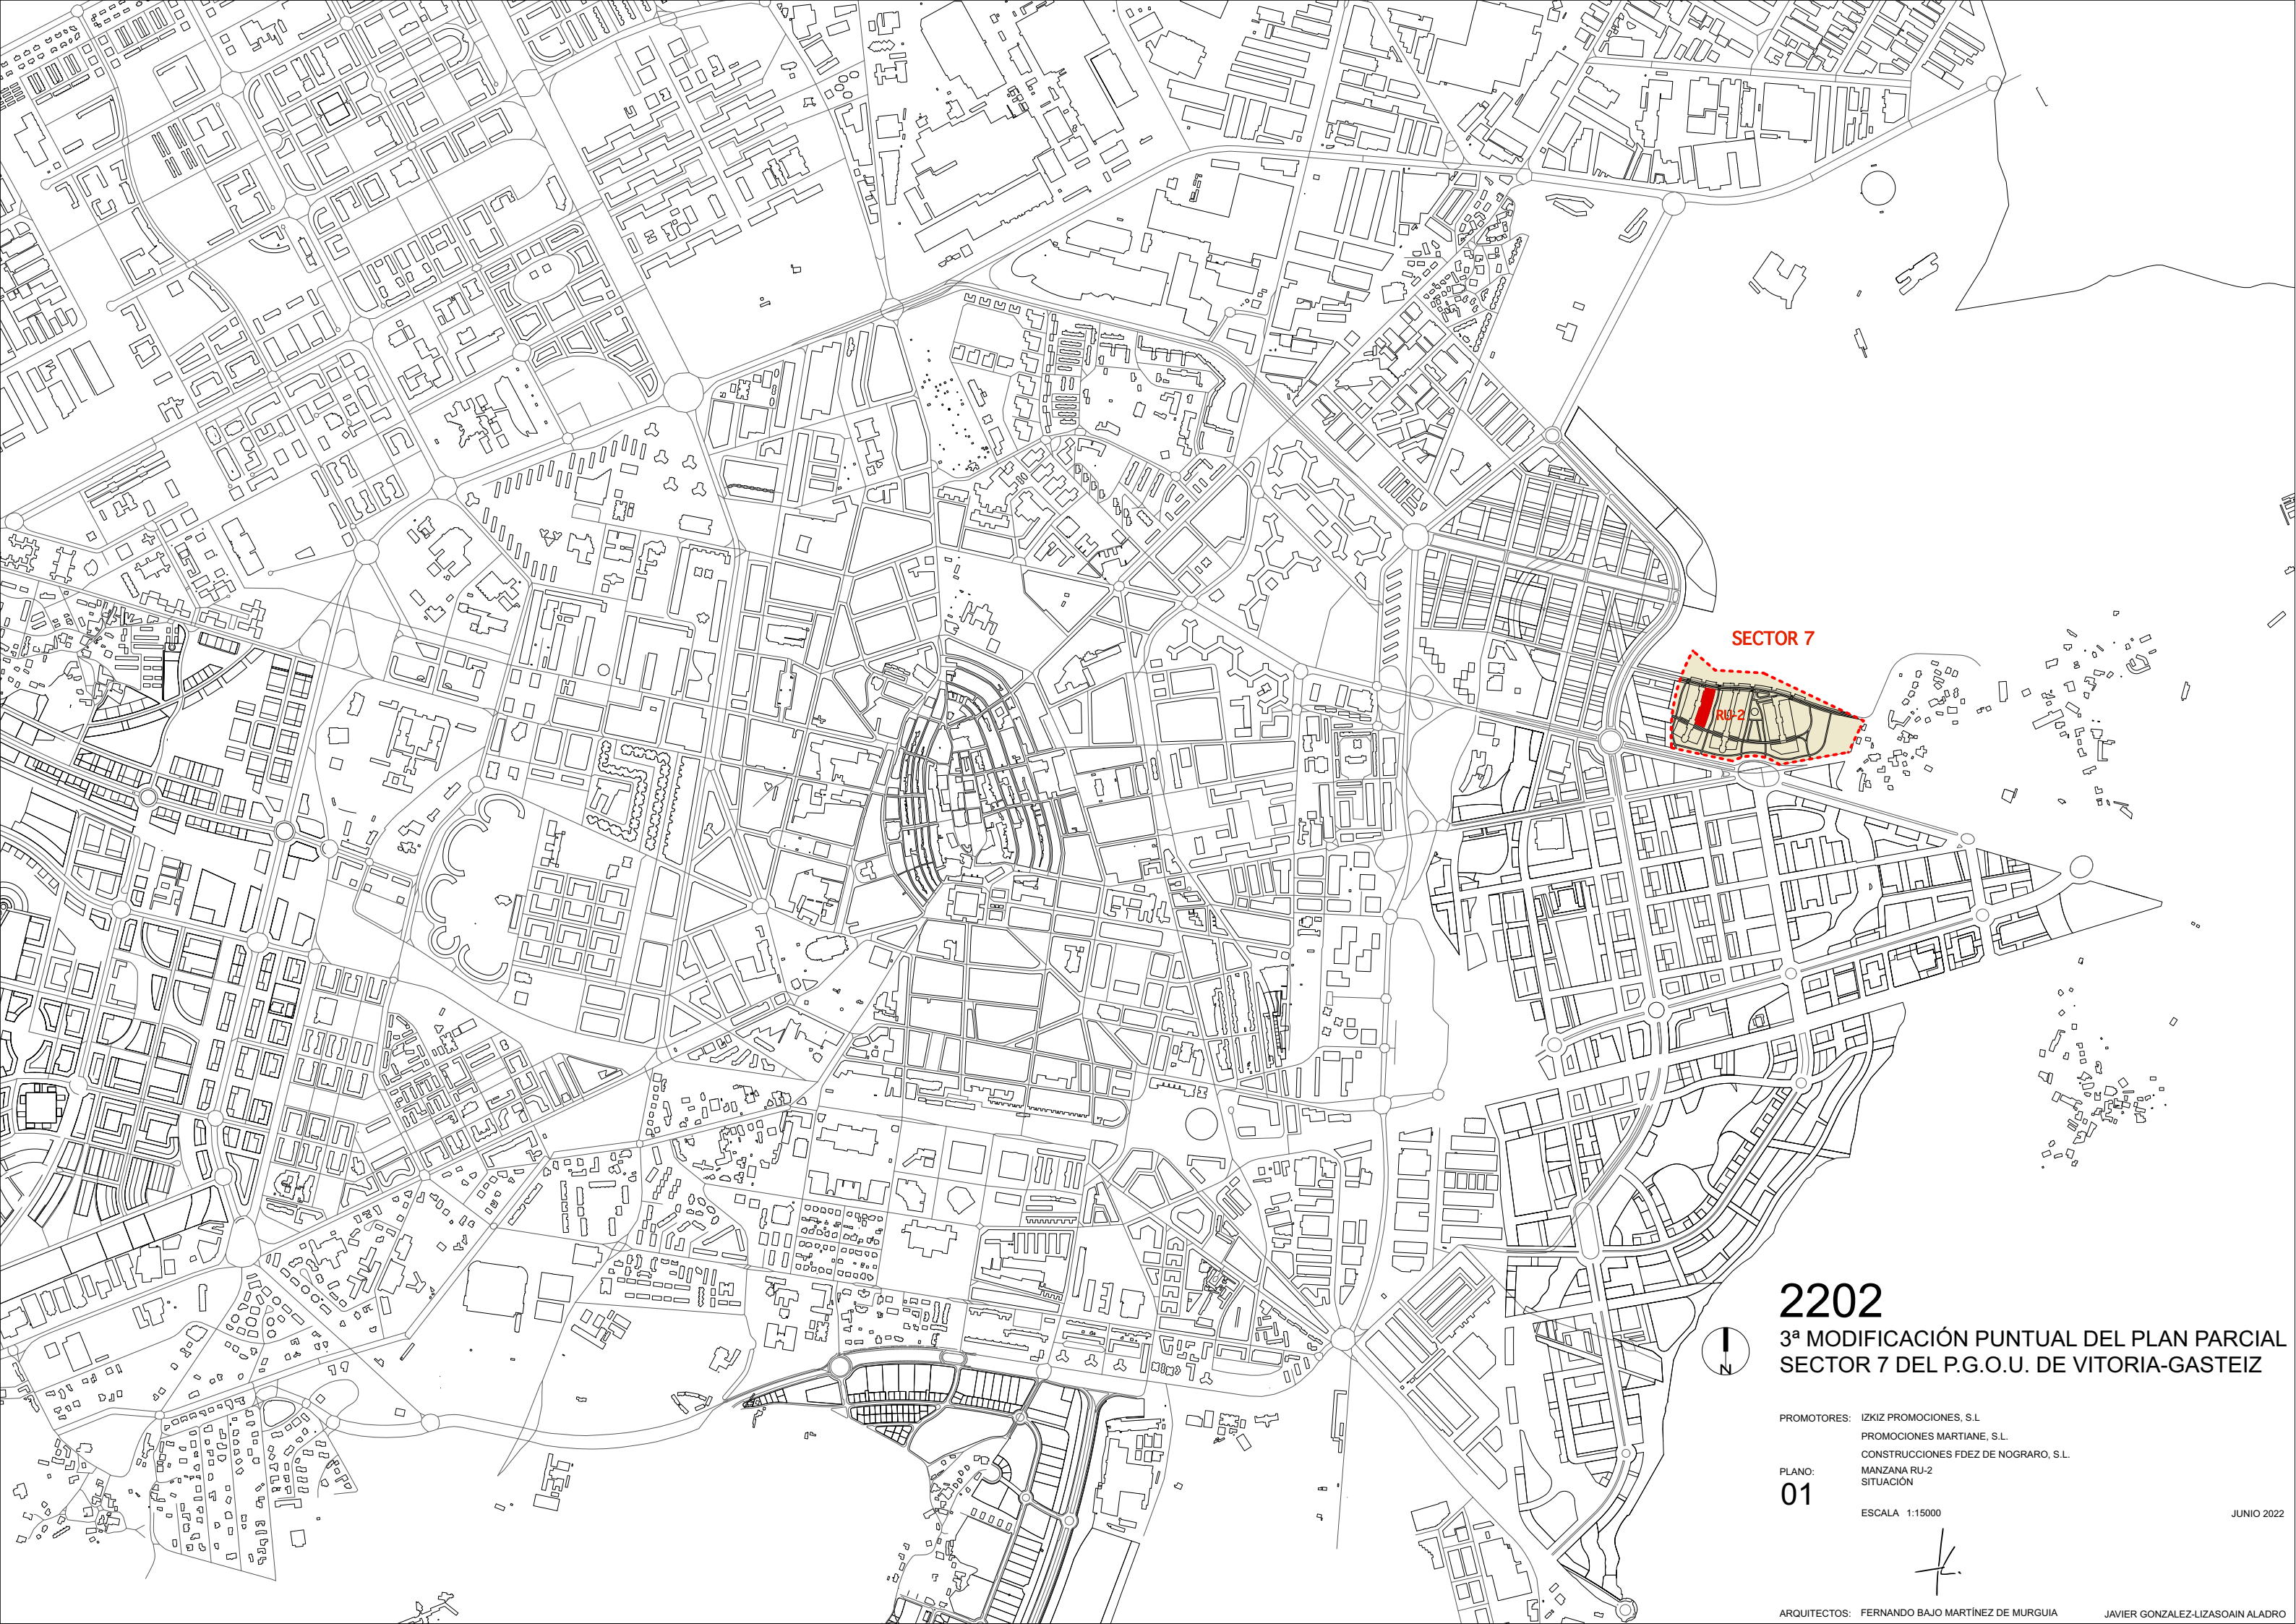 SECTOR 7
RU-2
2202
3ª MODIFICACIÓN PUNTUAL DEL PLAN PARCIAL
SECTOR 7 DEL P.G.O.U. DE VITORIA-GASTEIZ
N
PROMOTORES: IZKIZ PROMOCIONES, S.L
PROMOCIONES MARTIANE, S.L.
CONSTRUCCIONES FDEZ DE NOGRARO, S.L.
PLANO: MANZANA RU-2
SITUACIÓN
01
ESCALA 1:15000
JUNIO 2022
ARQUITECTOS: FERNANDO BAJO MARTÍNEZ DE MURGUIA JAVIER GONZALEZ-LIZASOAIN ALADRO